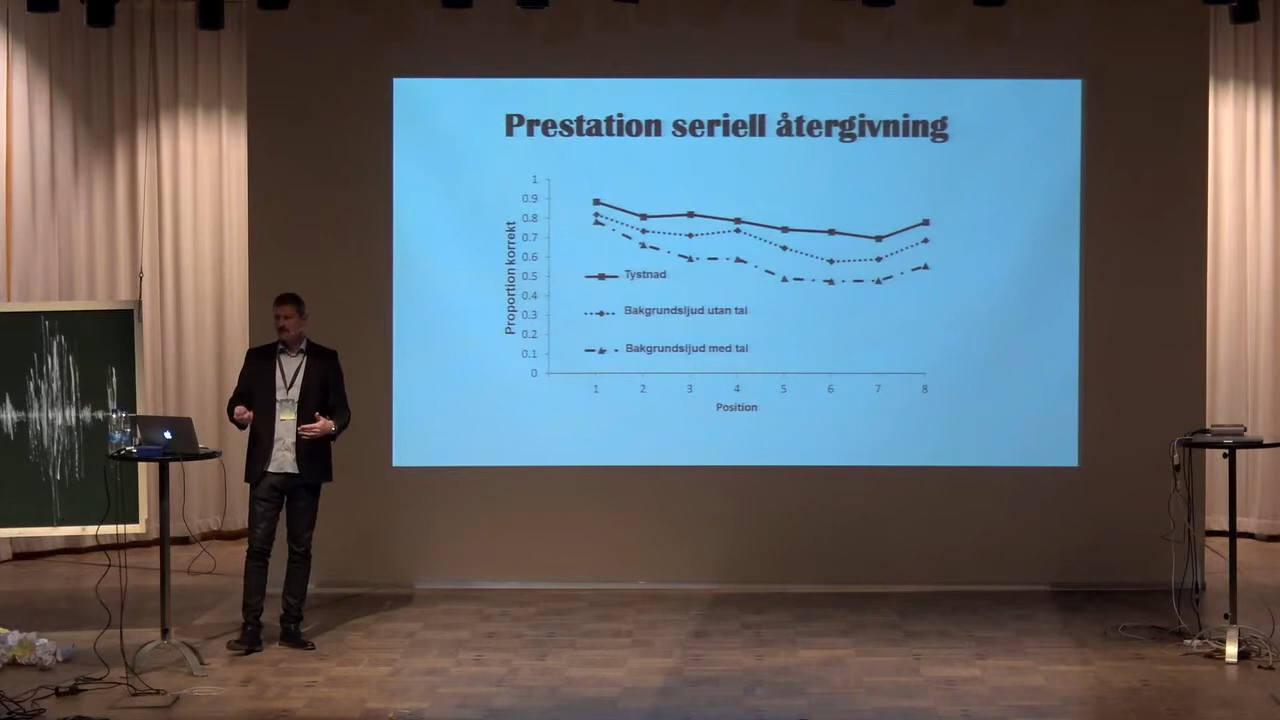 Prestation seriell återgivning
Proportion korrekt
1
0.9
0.8
0.7
0.6
0.5
0.4
0.3
0.2
0.1
0
Tystnad
Bakgrundsljud utan tal
Bakgrundsljud med tal
1 2 3 4 5 6 7 8
Position